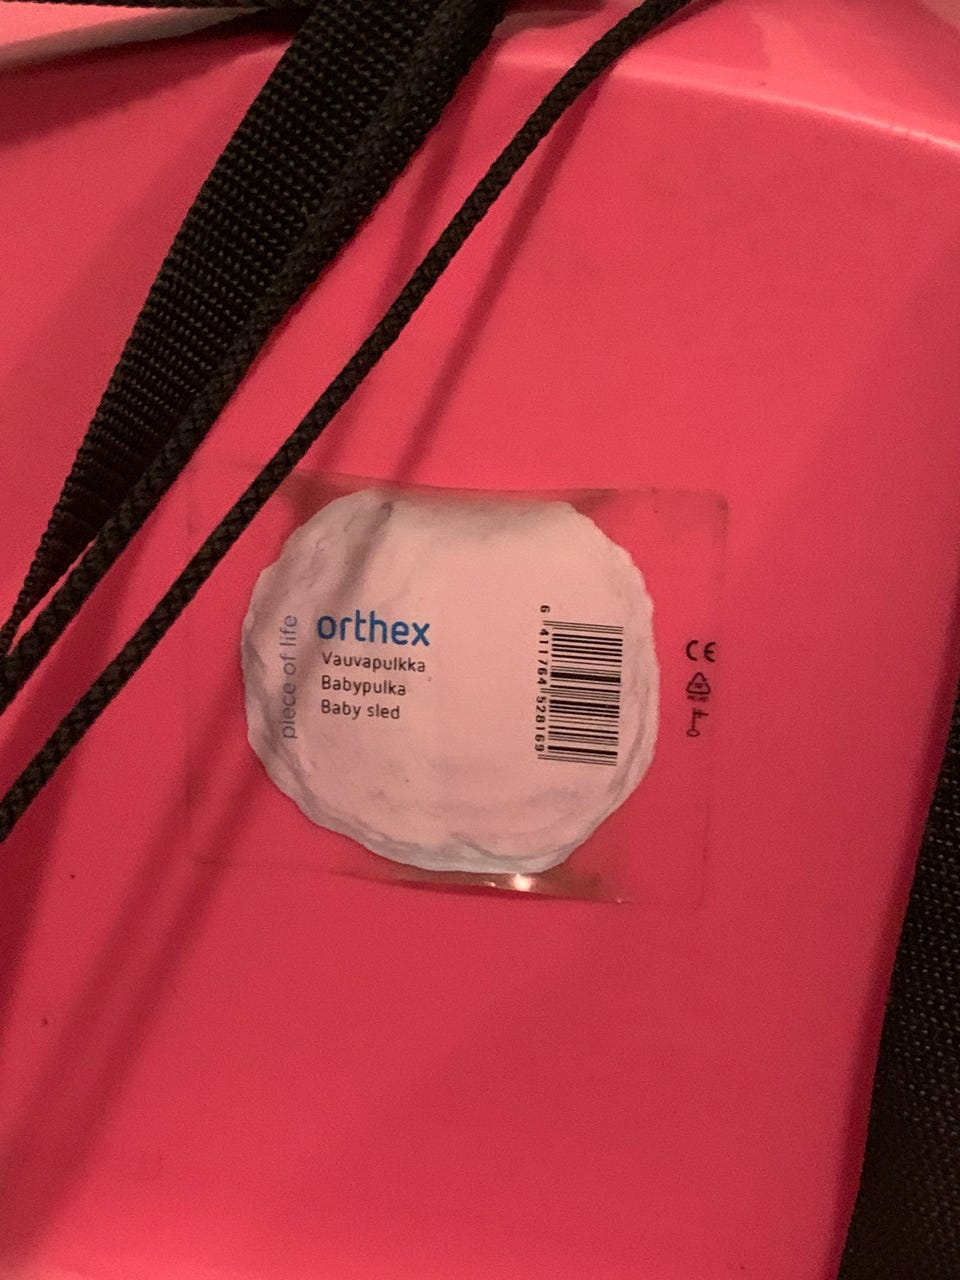 piece of life
orthex
Vauvapulkka
Babypulka
Baby sled
6 411764 528169
CE